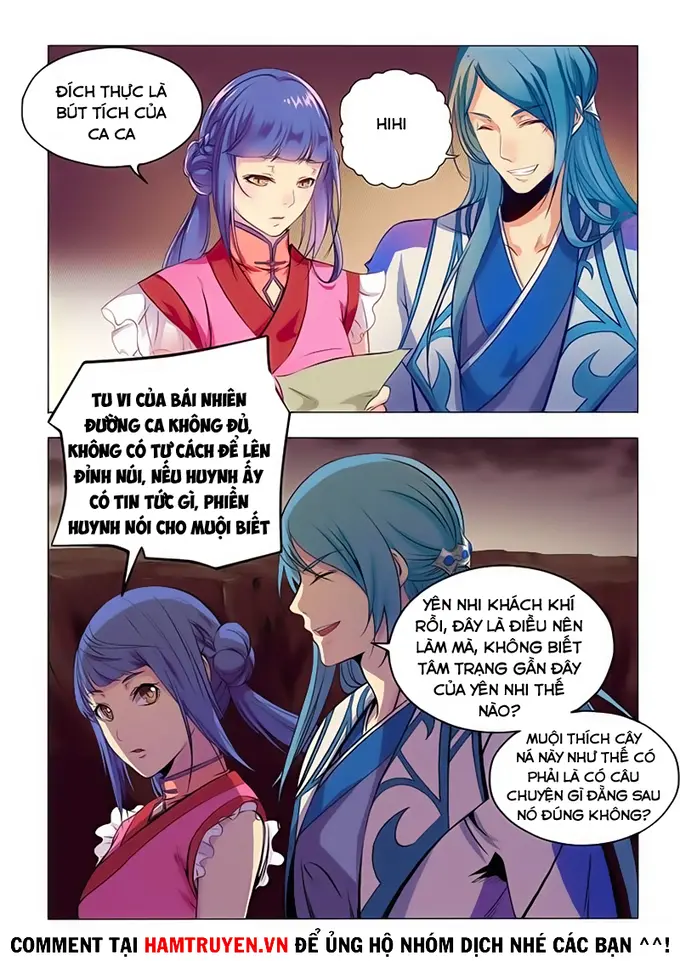 ĐÍCH THỰC LÀ
BÚT TÍCH CỦA
CA CA
HIHI
TU VI CỦA BÁI NHIÊN
ĐƯỜNG CA KHÔNG ĐỦ,
KHÔNG CÓ TƯ CÁCH ĐỂ LÊN
ĐỈNH NÚI, NẾU HUYNH ẤY
CÓ TIN TỨC GÌ, PHIỀN
HUYNH NÓI CHO MUỘI BIẾT
YÊN NHI KHÁCH KHÍ
RỒI, ĐÂY LÀ ĐIỀU NÊN
LÀM MÀ, KHÔNG BIẾT
TÂM TRẠNG GẦN ĐÂY
CỦA YÊN NHI THẾ
NÀO?
MUỘI THÍCH CÂY
NÁ NÀY NHƯ THẾ CÓ
PHẢI LÀ CÓ CÂU
CHUYỆN GÌ ĐẰNG SAU
NÓ ĐÚNG KHÔNG?
COMMENT TẠI HAMTRUYEN.VN ĐỂ ỦNG HỘ NHÓM DỊCH NHÉ CÁC BẠN ^^!